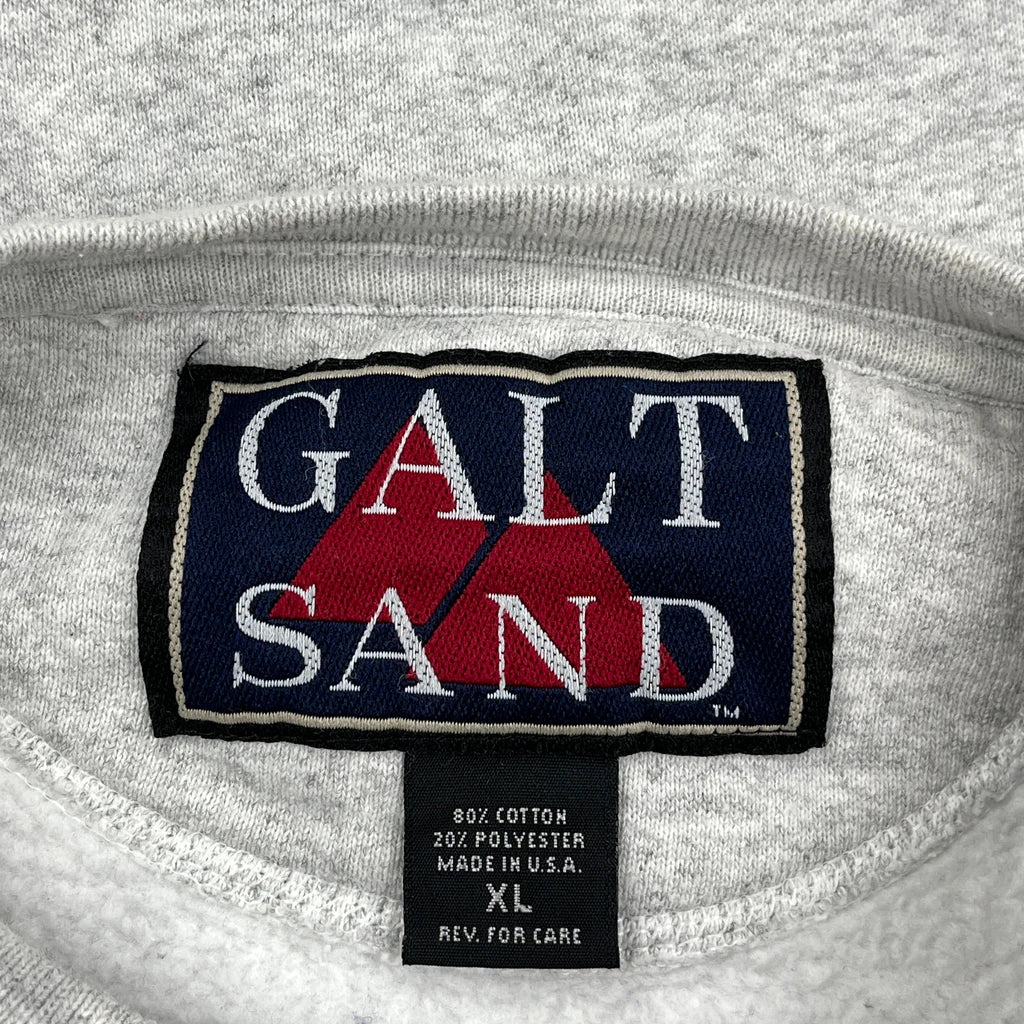 GALT
SAND
TM
80% COTTON
20% POLYESTER
MADE IN U.S.A.
XL
REV. FOR CARE